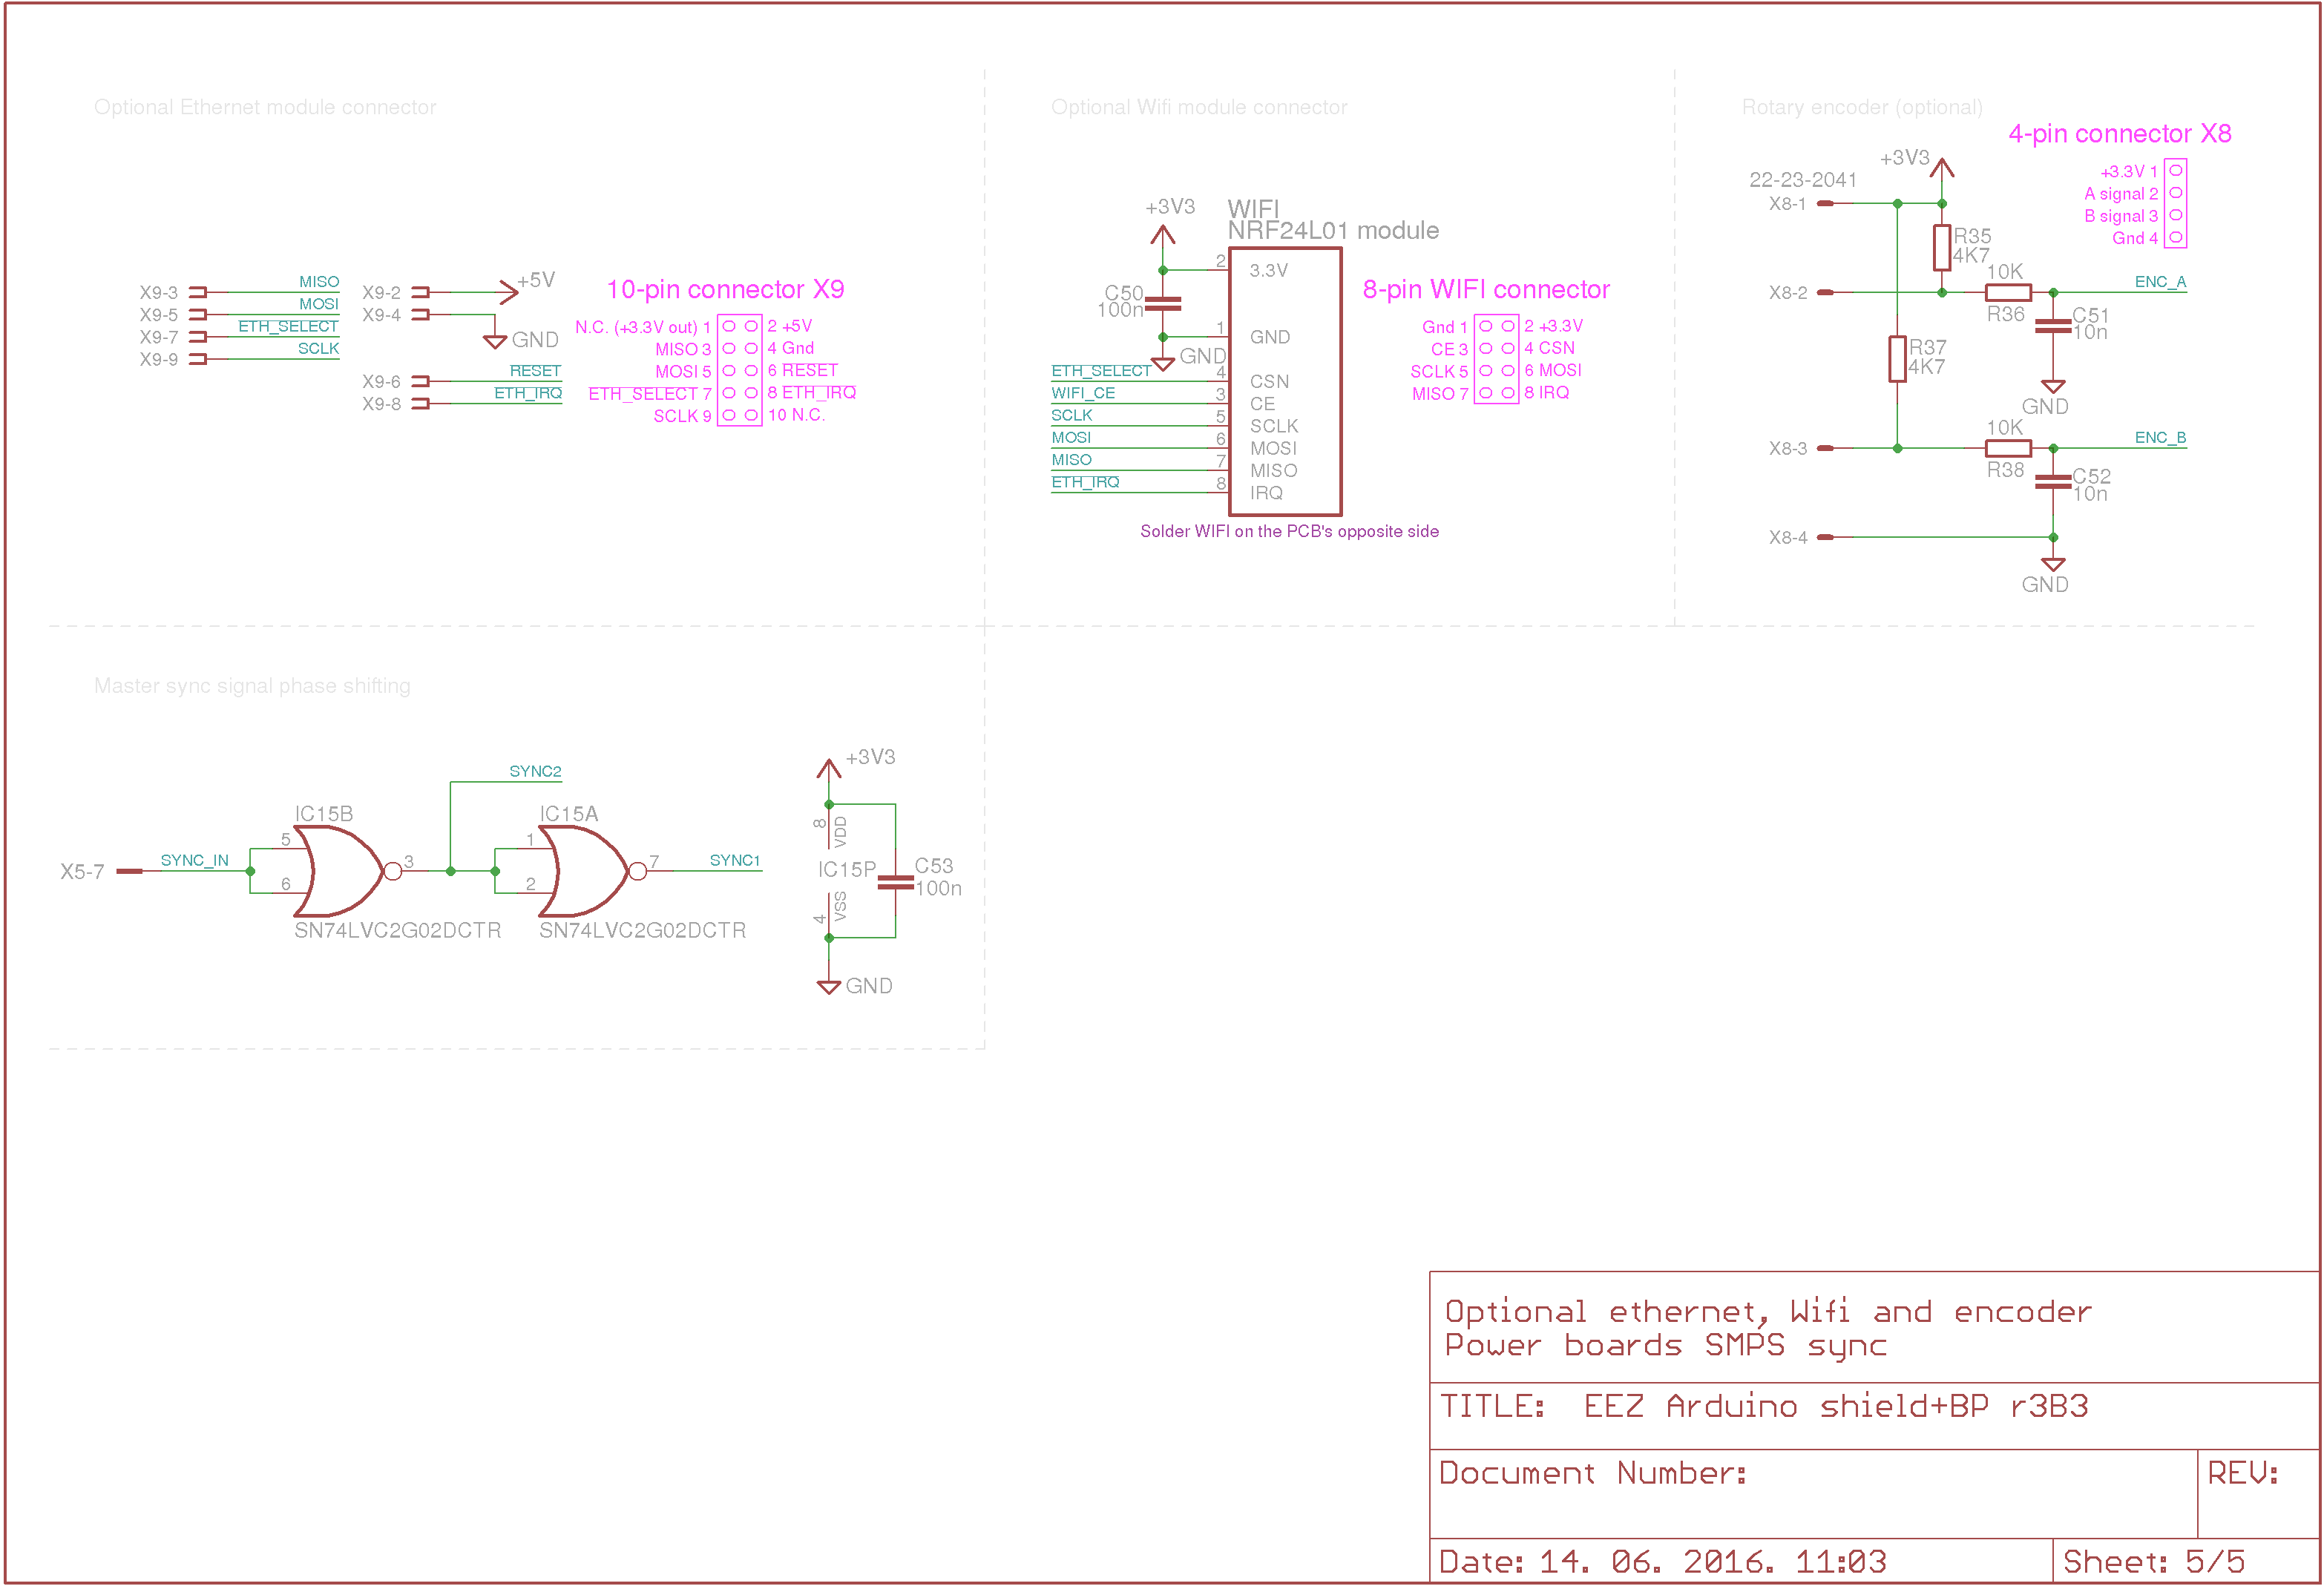 Optional Ethernet module connector
X9-3 MISO
X9-5 MOSI
X9-7 ETH_SELECT
X9-9 SCLK
X9-2 +5V
X9-4 GND
X9-6 RESET
X9-8 ETH_IRQ
10-pin connector X9
N.C. (+3.3V out) 1 2 +5V
MISO 3 4 Gnd
MOSI 5 6 RESET
ETH_SELECT 7 8 ETH_IRQ
SCLK 9 10 N.C.
Optional Wifi module connector
WIFI
NRF24L01 module
+3V3
C50
100n
GND
2 3.3V
1 GND
ETH_SELECT 4 CSN
WIFI_CE 3 CE
SCLK 5 SCLK
MOSI 6 MOSI
MISO 7 MISO
ETH_IRQ 8 IRQ
Solder WIFI on the PCB's opposite side
8-pin WIFI connector
Gnd 1 2 +3.3V
CE 3 4 CSN
SCLK 5 6 MOSI
MISO 7 8 IRQ
Rotary encoder (optional)
4-pin connector X8
+3.3V 1
A signal 2
B signal 3
Gnd 4
+3V3
22-23-2041
X8-1
R35
4K7
X8-2
10K
R36
ENC_A
C51
10n
GND
R37
4K7
X8-3
10K
R38
ENC_B
C52
10n
X8-4
GND
Master sync signal phase shifting
X5-7
SYNC_IN
IC15B
5
6
3
SN74LVC2G02DCTR
SYNC2
IC15A
1
2
7
SN74LVC2G02DCTR
SYNC1
+3V3
8
VDD
IC15P
4
VSS
C53
100n
GND
Optional ethernet, Wifi and encoder
Power boards SMPS sync
TITLE: EEZ Arduino shield+BP r3B3
Document Number:
REV:
Date: 14. 06. 2016. 11:03
Sheet: 5/5